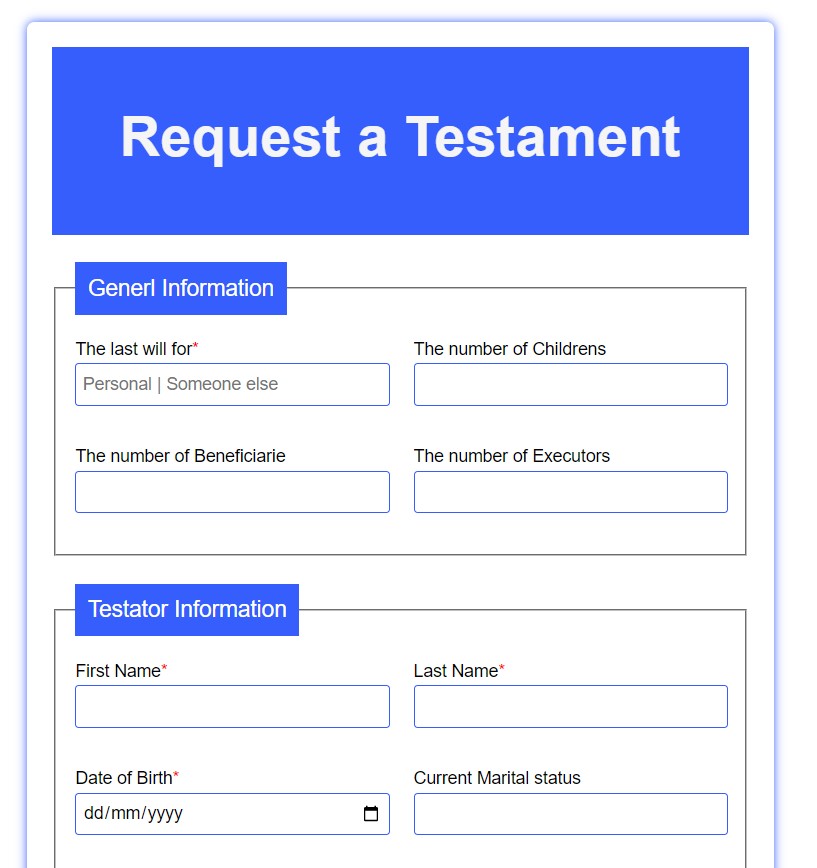 Request a Testament
Generl Information
The last will for*
The number of Childrens
Personal | Someone else
The number of Beneficiarie
The number of Executors
Testator Information
First Name*
Last Name*
Date of Birth*
Current Marital status
dd/mm/yyyy